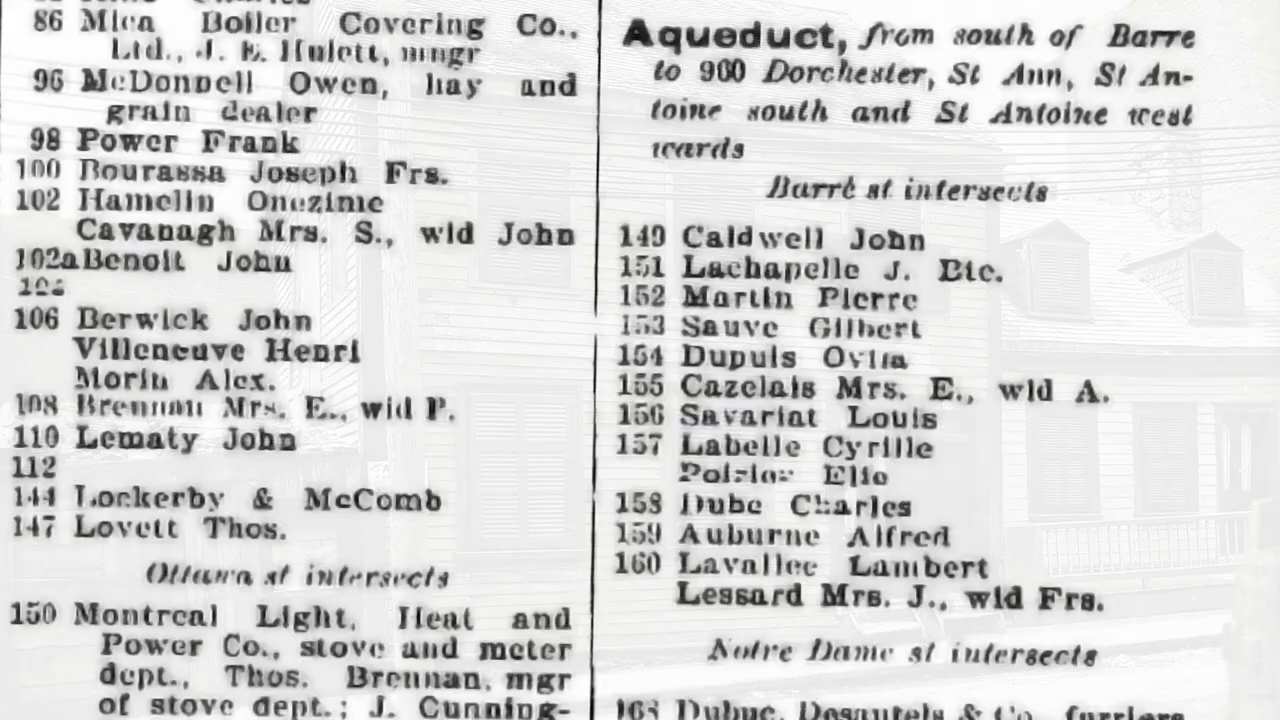 86 Mica Boiler Covering Co.,
Ltd., J. E. Hulett, mngr
96 McDonnell Owen, hay and
grain dealer
98 Power Frank
100 Bourassa Joseph Frs.
102 Hamelin Onezime
Cavanagh Mrs. S., wid John
102a Benoit John
106 Berwick John
Villeneuve Henri
Morin Alex.
108 Brennan Mrs. E., wid P.
110 Lematy John
112
144 Lockerby & McComb
147 Lovett Thos.
Ottawa st intersects
150 Montreal Light, Heat and
Power Co., stove and meter
dept., Thos. Brennan, mgr
of stove dept.; J. Cunning-
Aqueduct, from south of Barre
to 960 Dorchester, St Ann, St An-
toine south and St Antoine west
wards
Barré st intersects
149 Caldwell John
151 Lachapelle J. Bte.
152 Martin Pierre
153 Sauve Gilbert
154 Dupuis Ovila
155 Cazelais Mrs. E., wid A.
156 Savariat Louis
157 Labelle Cyrille
Poirier Elie
158 Dube Charles
159 Auburne Alfred
160 Lavallee Lambert
Lessard Mrs. J., wid Frs.
Notre Dame st intersects
Dubuc, Desautels & Co., furriers